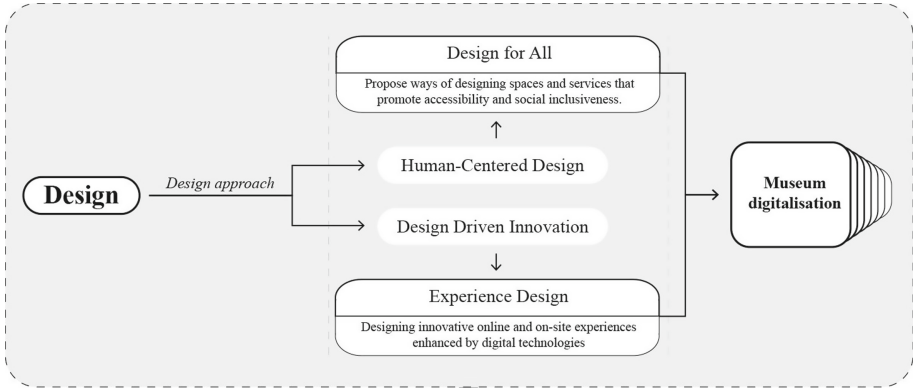 Design
Design approach
Design for All
Propose ways of designing spaces and services that
promote accessibility and social inclusiveness.
Human-Centered Design
Design Driven Innovation
Experience Design
Designing innovative online and on-site experiences
enhanced by digital technologies
Museum
digitalisation